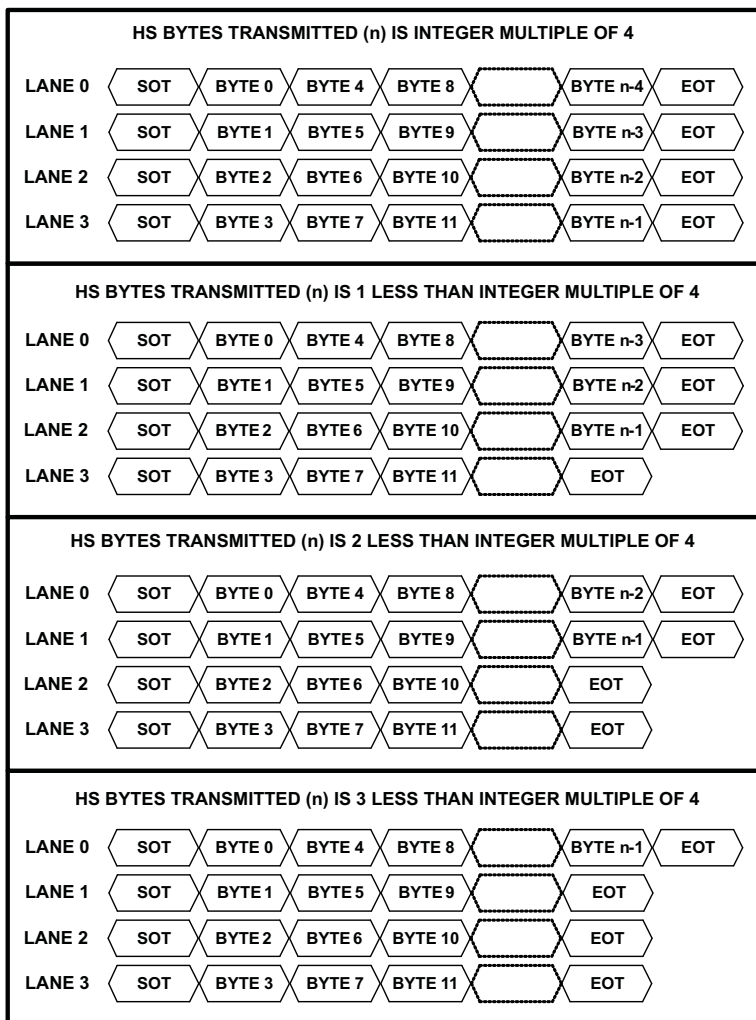 HS BYTES TRANSMITTED (n) IS INTEGER MULTIPLE OF 4
LANE 0 SOT BYTE 0 BYTE 4 BYTE 8 BYTE n-4 EOT
LANE 1 SOT BYTE 1 BYTE 5 BYTE 9 BYTE n-3 EOT
LANE 2 SOT BYTE 2 BYTE 6 BYTE 10 BYTE n-2 EOT
LANE 3 SOT BYTE 3 BYTE 7 BYTE 11 BYTE n-1 EOT
HS BYTES TRANSMITTED (n) IS 1 LESS THAN INTEGER MULTIPLE OF 4
LANE 0 SOT BYTE 0 BYTE 4 BYTE 8 BYTE n-3 EOT
LANE 1 SOT BYTE 1 BYTE 5 BYTE 9 BYTE n-2 EOT
LANE 2 SOT BYTE 2 BYTE 6 BYTE 10 BYTE n-1 EOT
LANE 3 SOT BYTE 3 BYTE 7 BYTE 11 EOT
HS BYTES TRANSMITTED (n) IS 2 LESS THAN INTEGER MULTIPLE OF 4
LANE 0 SOT BYTE 0 BYTE 4 BYTE 8 BYTE n-2 EOT
LANE 1 SOT BYTE 1 BYTE 5 BYTE 9 BYTE n-1 EOT
LANE 2 SOT BYTE 2 BYTE 6 BYTE 10 EOT
LANE 3 SOT BYTE 3 BYTE 7 BYTE 11 EOT
HS BYTES TRANSMITTED (n) IS 3 LESS THAN INTEGER MULTIPLE OF 4
LANE 0 SOT BYTE 0 BYTE 4 BYTE 8 BYTE n-1 EOT
LANE 1 SOT BYTE 1 BYTE 5 BYTE 9 EOT
LANE 2 SOT BYTE 2 BYTE 6 BYTE 10 EOT
LANE 3 SOT BYTE 3 BYTE 7 BYTE 11 EOT